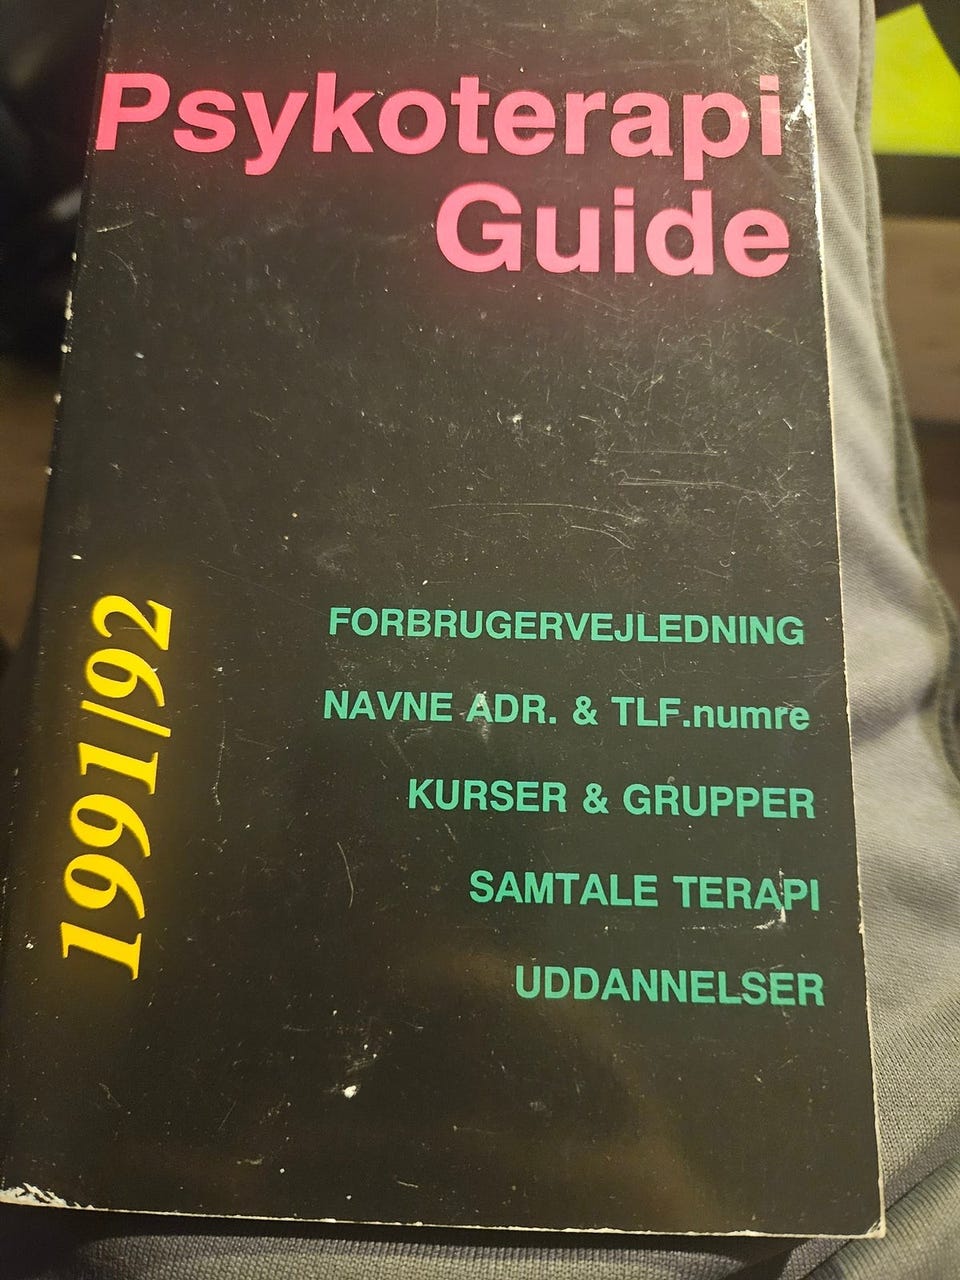 Psykoterapi
Guide
1991/92
FORBRUGERVEJLEDNING
NAVNE ADR. & TLF.numre
KURSER & GRUPPER
SAMTALE TERAPI
UDDANNELSER